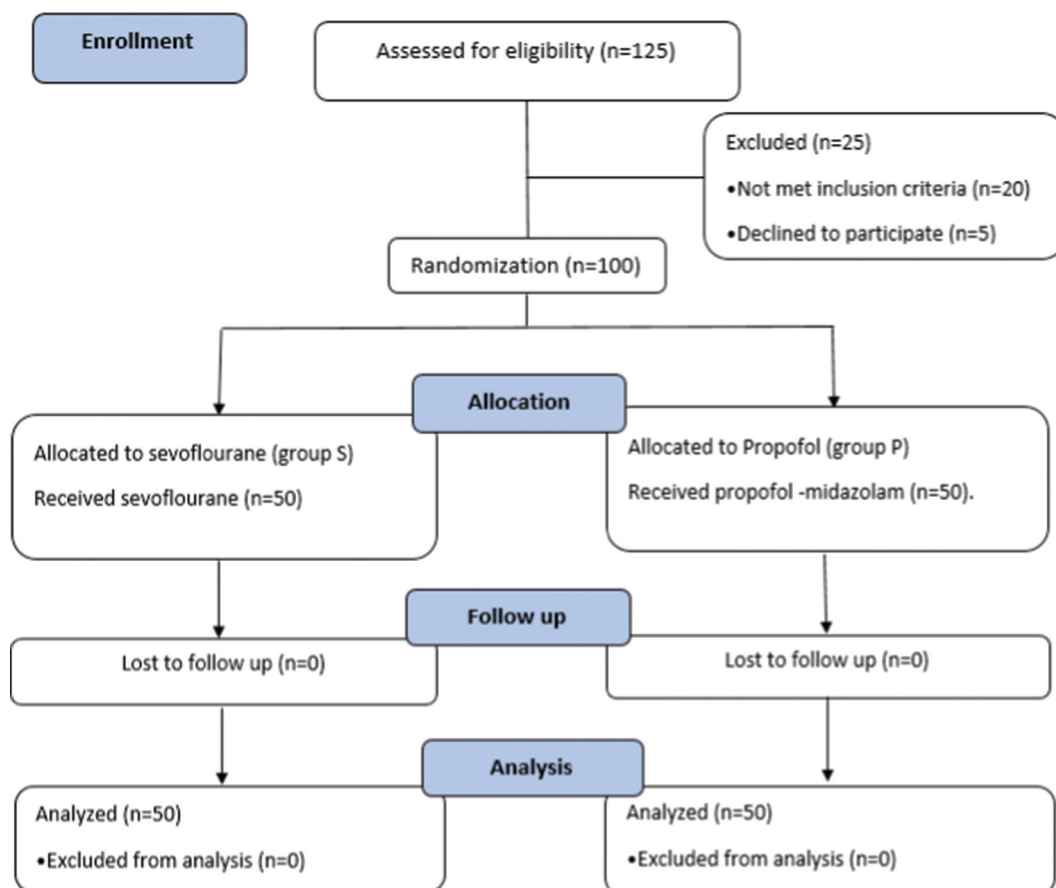 Enrollment
Assessed for eligibility (n=125)
Excluded (n=25)
•Not met inclusion criteria (n=20)
•Declined to participate (n=5)
Randomization (n=100)
Allocation
Allocated to sevoflourane (group S)
Received sevoflourane (n=50)
Allocated to Propofol (group P)
Received propofol -midazolam (n=50).
Follow up
Lost to follow up (n=0)
Lost to follow up (n=0)
Analysis
Analyzed (n=50)
•Excluded from analysis (n=0)
Analyzed (n=50)
•Excluded from analysis (n=0)